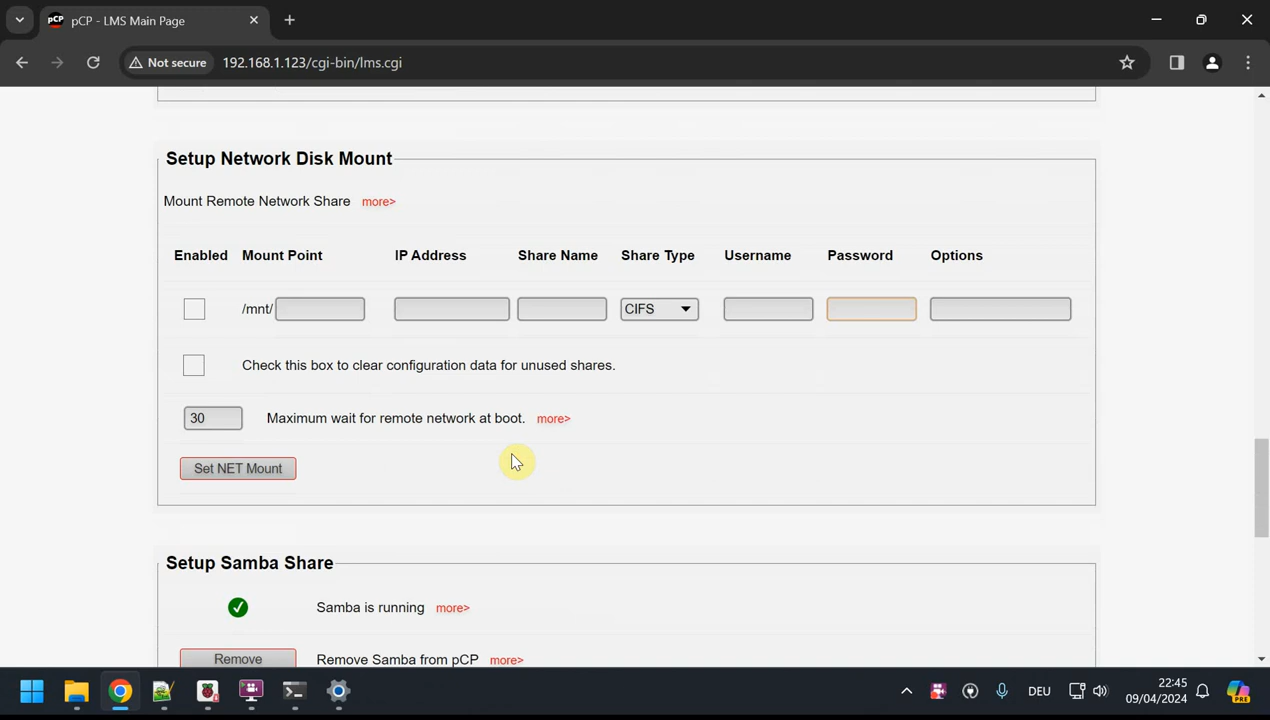 pCP - LMS Main Page
Not secure
192.168.1.123/cgi-bin/lms.cgi
Setup Network Disk Mount
Mount Remote Network Share more>
Enabled Mount Point IP Address Share Name Share Type Username Password Options
/mnt/ CIFS
Check this box to clear configuration data for unused shares.
30 Maximum wait for remote network at boot. more>
Set NET Mount
Setup Samba Share
Samba is running more>
Remove Remove Samba from pCP more>
DEU
22:45
09/04/2024
PRE